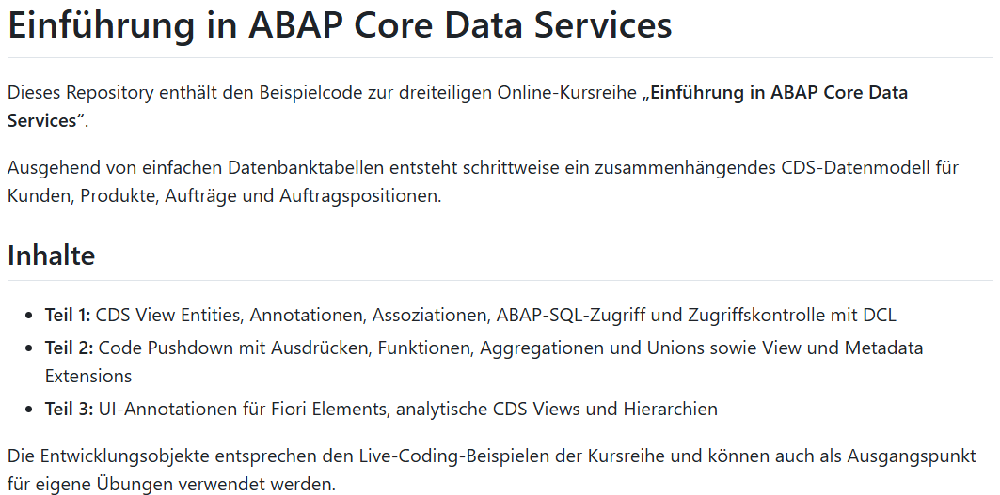 Einführung in ABAP Core Data Services
Dieses Repository enthält den Beispielcode zur dreiteiligen Online-Kursreihe „Einführung in ABAP Core Data
Services“.
Ausgehend von einfachen Datenbanktabellen entsteht schrittweise ein zusammenhängendes CDS-Datenmodell für
Kunden, Produkte, Aufträge und Auftragspositionen.
Inhalte
• Teil 1: CDS View Entities, Annotationen, Assoziationen, ABAP-SQL-Zugriff und Zugriffskontrolle mit DCL
• Teil 2: Code Pushdown mit Ausdrücken, Funktionen, Aggregationen und Unions sowie View und Metadata
Extensions
• Teil 3: UI-Annotationen für Fiori Elements, analytische CDS Views und Hierarchien
Die Entwicklungsobjekte entsprechen den Live-Coding-Beispielen der Kursreihe und können auch als Ausgangspunkt
für eigene Übungen verwendet werden.